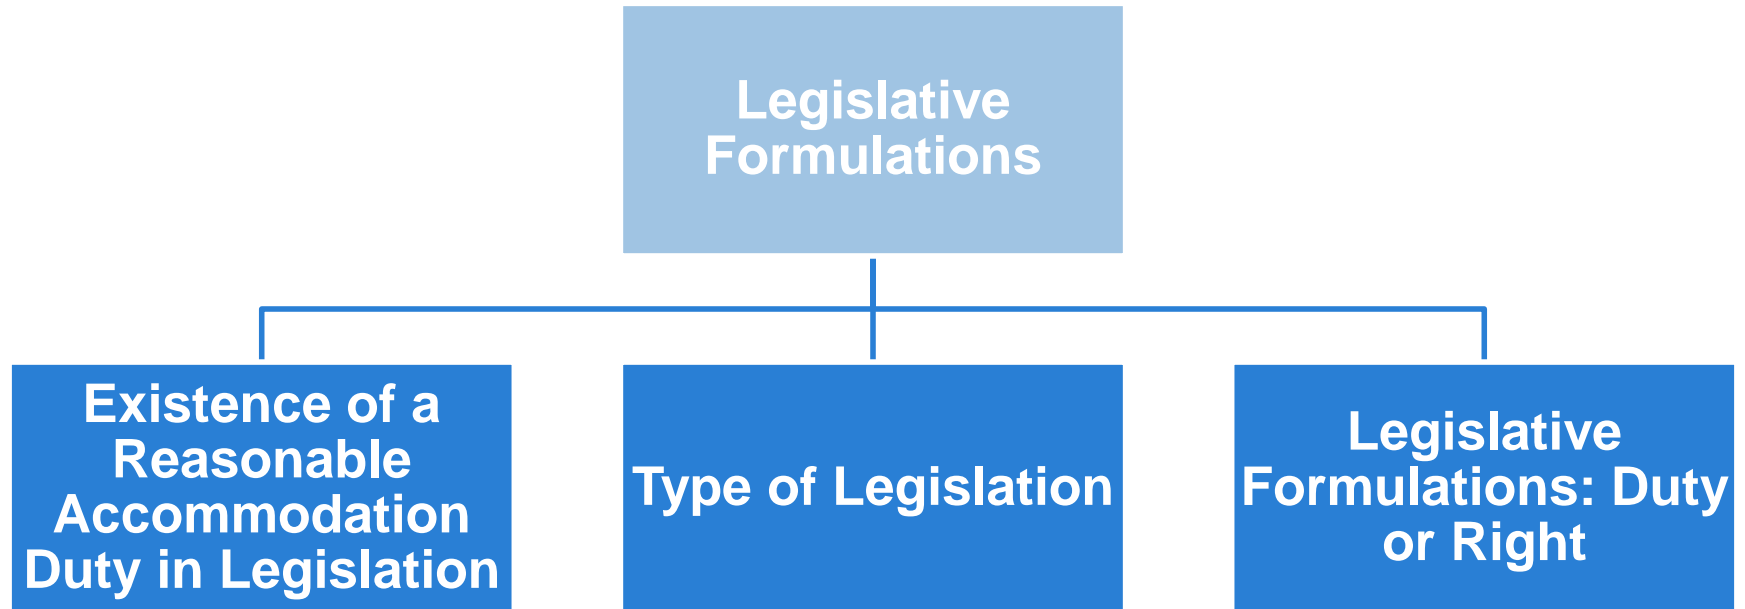 Legislative
Formulations
Existence of a
Reasonable
Accommodation
Duty in Legislation
Type of Legislation
Legislative
Formulations: Duty
or Right